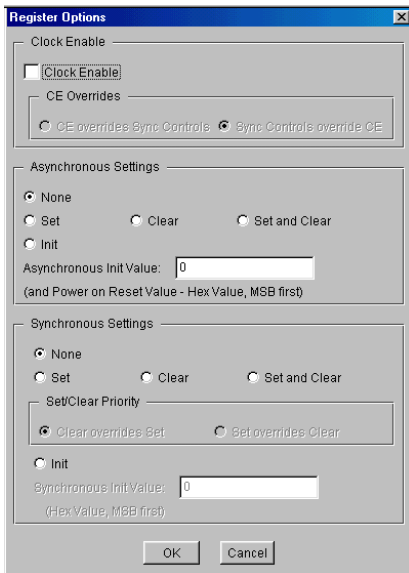 Register Options
Clock Enable
Clock Enable
CE Overrides
CE overrides Sync Controls Sync Controls override CE
Asynchronous Settings
None
Set Clear Set and Clear
Init
Asynchronous Init Value: 0
(and Power on Reset Value - Hex Value, MSB first)
Synchronous Settings
None
Set Clear Set and Clear
Set/Clear Priority
Clear overrides Set Set overrides Clear
Init
Synchronous Init Value: 0
(Hex Value, MSB first)
OK Cancel